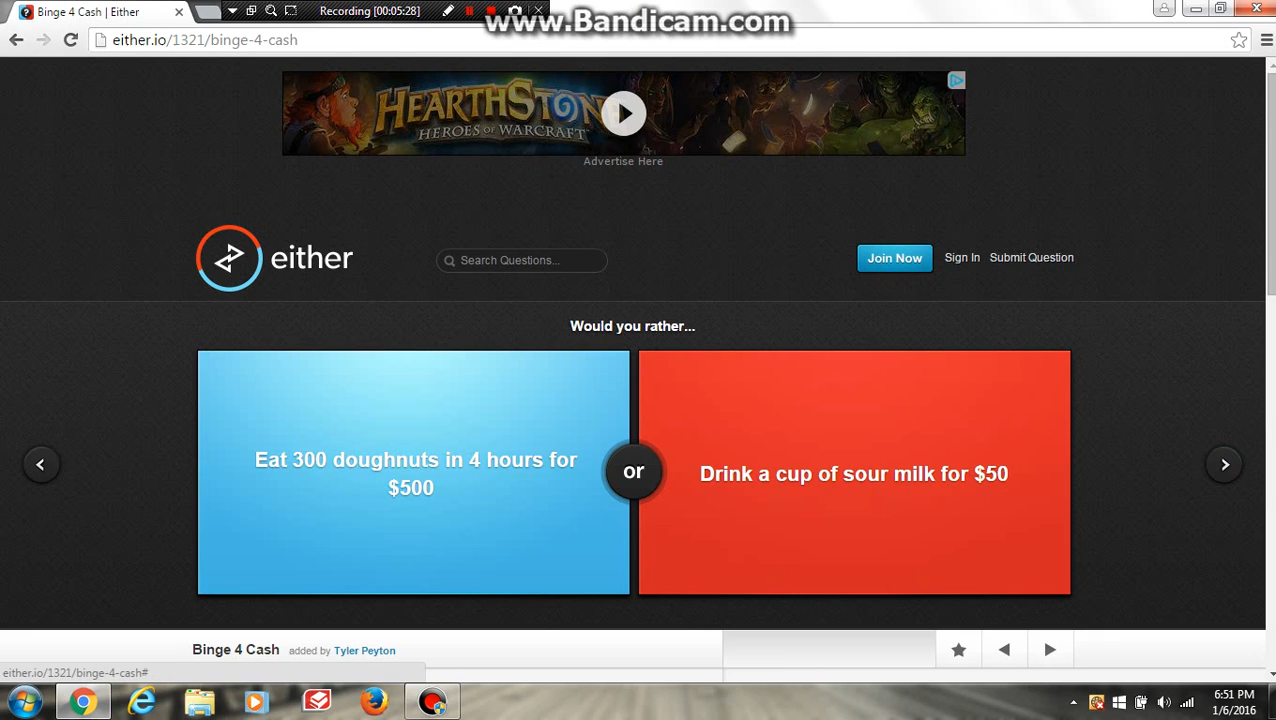 Binge 4 Cash | Either
Recording [00:05:28]
www.Bandicam.com
either.io/1321/binge-4-cash
HEARTHSTONE
HEROES OF WARCRAFT
Advertise Here
either
Search Questions...
Join Now
Sign In
Submit Question
Would you rather...
Eat 300 doughnuts in 4 hours for
$500
or
Drink a cup of sour milk for $50
Binge 4 Cash
added by Tyler Peyton
either.io/1321/binge-4-cash#
6:51 PM
1/6/2016